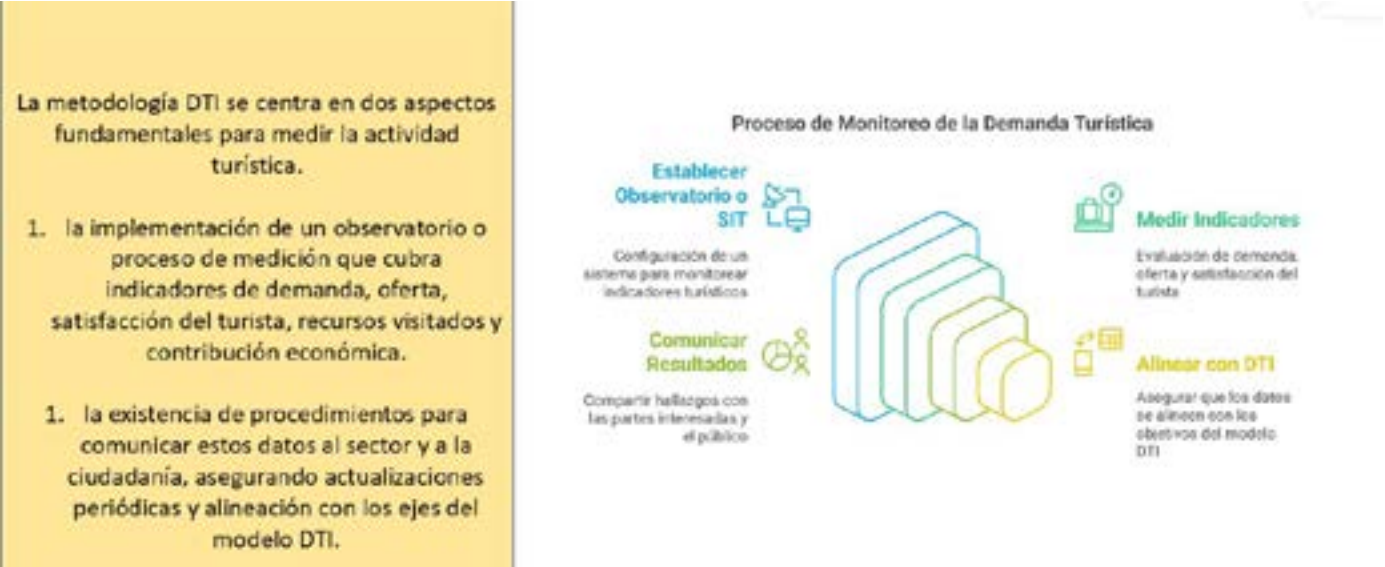 La metodología DTI se centra en dos aspectos
fundamentales para medir la actividad
turística.
1. la implementación de un observatorio o
proceso de medición que cubra
indicadores de demanda, oferta,
satisfacción del turista, recursos visitados y
contribución económica.
1. la existencia de procedimientos para
comunicar estos datos al sector y a la
ciudadanía, asegurando actualizaciones
periódicas y alineación con los ejes del
modelo DTI.
Proceso de Monitoreo de la Demanda Turística
Establecer
Observatorio o
SIT
Configuración de un
sistema para monitorear
indicadores turísticos
Medir Indicadores
Evaluación de demanda,
oferta y satisfacción del
turista
Comunicar
Resultados
Compartir hallazgos con
las partes interesadas y
el público
Alinear con DTI
Asegurar que los datos
se alineen con los
objetivos del modelo
DTI